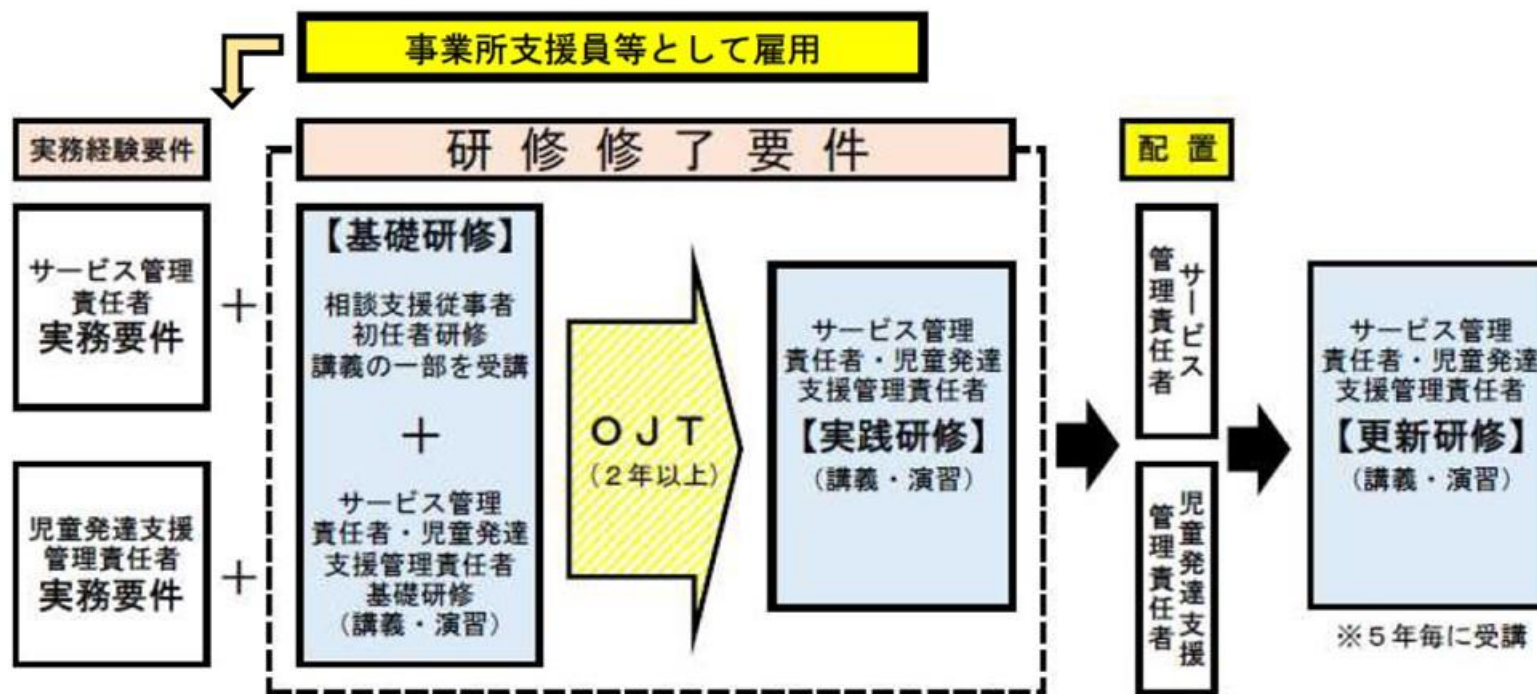 事業所支援員等として雇用
実務経験要件
研修修了要件
配置
サービス管理
責任者
実務要件
+
児童発達支援
管理責任者
実務要件
+
【基礎研修】
相談支援従事者
初任者研修
講義の一部を受講
+
サービス管理
責任者・児童発達
支援管理責任者
基礎研修
(講義・演習)
OJT
(2年以上)
サービス管理
責任者・児童発達
支援管理責任者
【実践研修】
(講義・演習)
サービス
管理責任者
児童発達支援
管理責任者
サービス管理
責任者・児童発達
支援管理責任者
【更新研修】
(講義・演習)
※5年毎に受講